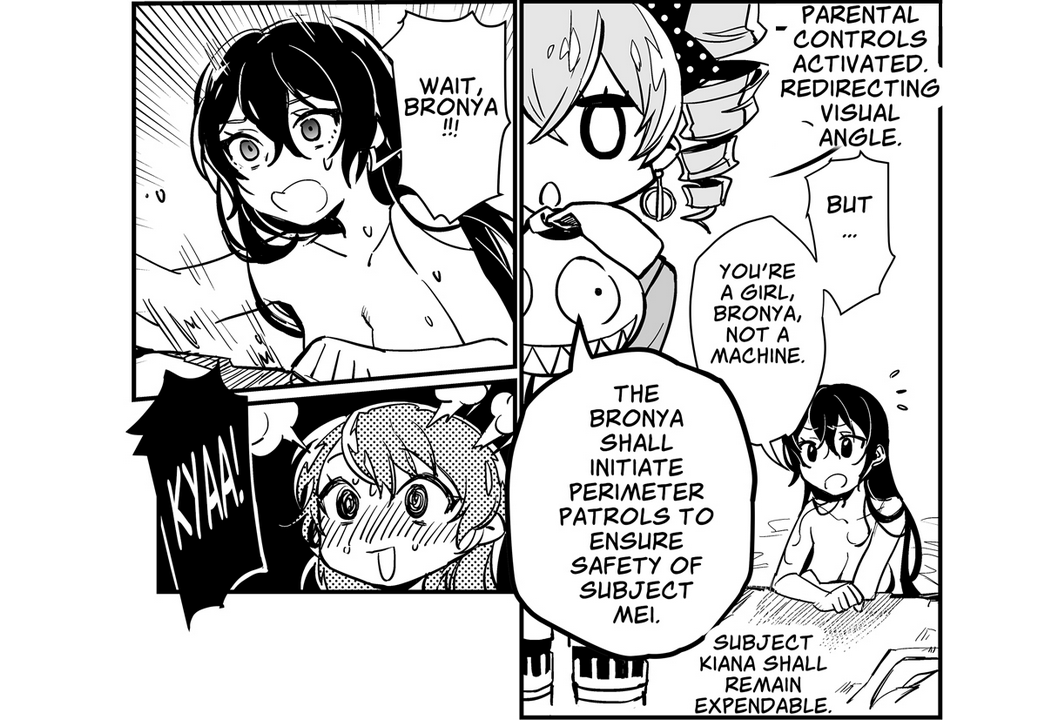 PARENTAL
CONTROLS
ACTIVATED.
REDIRECTING
VISUAL
ANGLE.
BUT
...
YOU'RE
A GIRL,
BRONYA,
NOT A
MACHINE.
THE
BRONYA
SHALL
INITIATE
PERIMETER
PATROLS TO
ENSURE
SAFETY OF
SUBJECT
MEI.
SUBJECT
KIANA SHALL
REMAIN
EXPENDABLE.
WAIT,
BRONYA
!!!
KYAA!